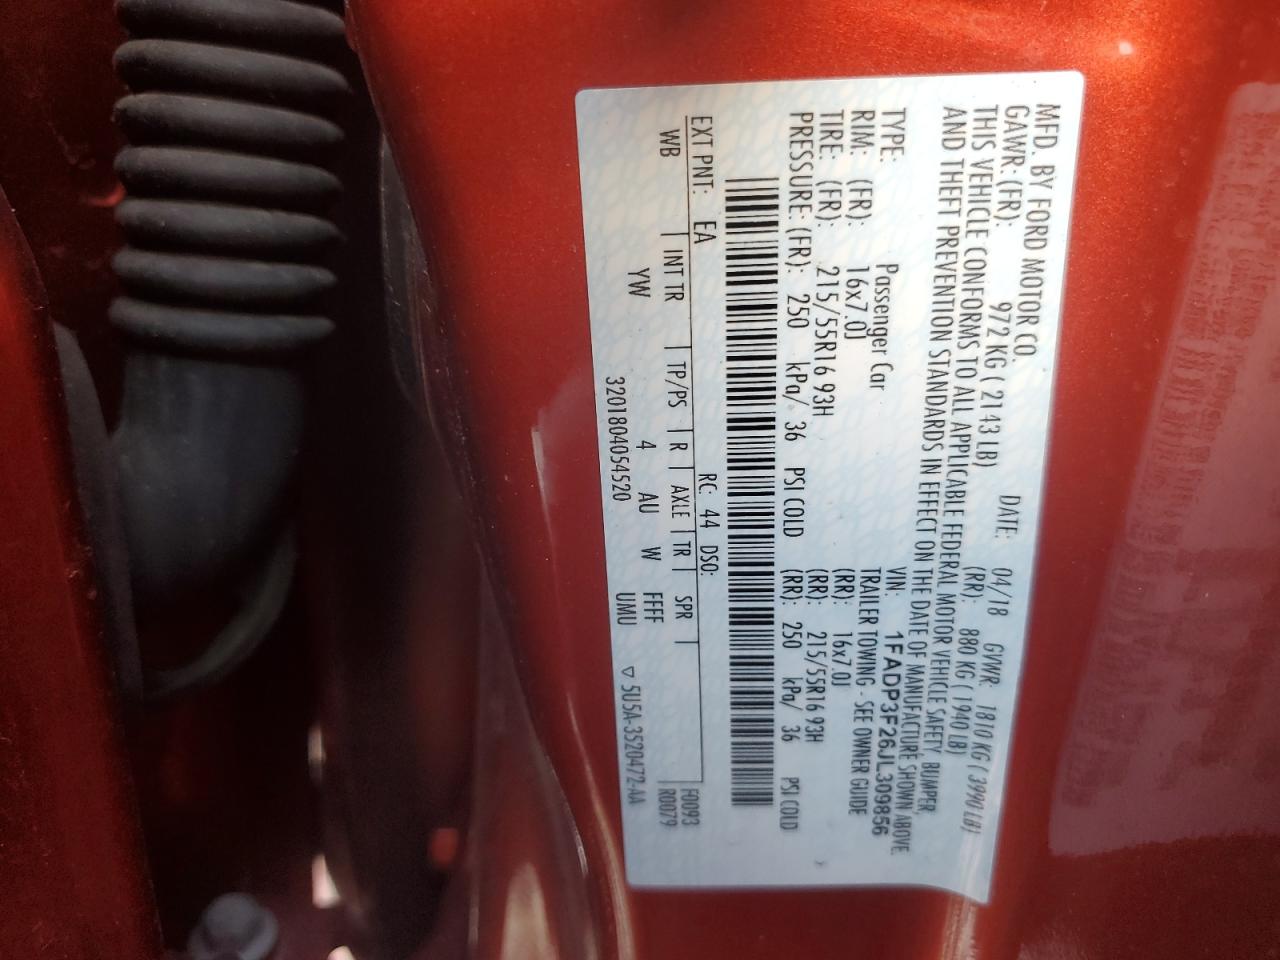 MFD. BY FORD MOTOR CO.
DATE: 04/18 GVWR: 1810 KG ( 3990 LB)
GAWR: (FR): 972 KG ( 2143 LB) (RR): 880 KG ( 1940 LB)
THIS VEHICLE CONFORMS TO ALL APPLICABLE FEDERAL MOTOR VEHICLE SAFETY, BUMPER,
AND THEFT PREVENTION STANDARDS IN EFFECT ON THE DATE OF MANUFACTURE SHOWN ABOVE.
VIN: 1FADP3F26JL309856
TYPE: Passenger Car TRAILER TOWING - SEE OWNER GUIDE
RIM: (FR): 16x7.0J (RR): 16x7.0J
TIRE: (FR): 215/55R16 93H (RR): 215/55R16 93H
PRESSURE: (FR): 250 kPa/ 36 PSI COLD (RR): 250 kPa/ 36 PSI COLD
EXT PNT: EA RC: 44 DSO: F0093
WB INT TR TP/PS R AXLE TR SPR R0079
YW 4 AU W FFFF
3201804054520 UMU ▽ 5U5A-3520472-AA